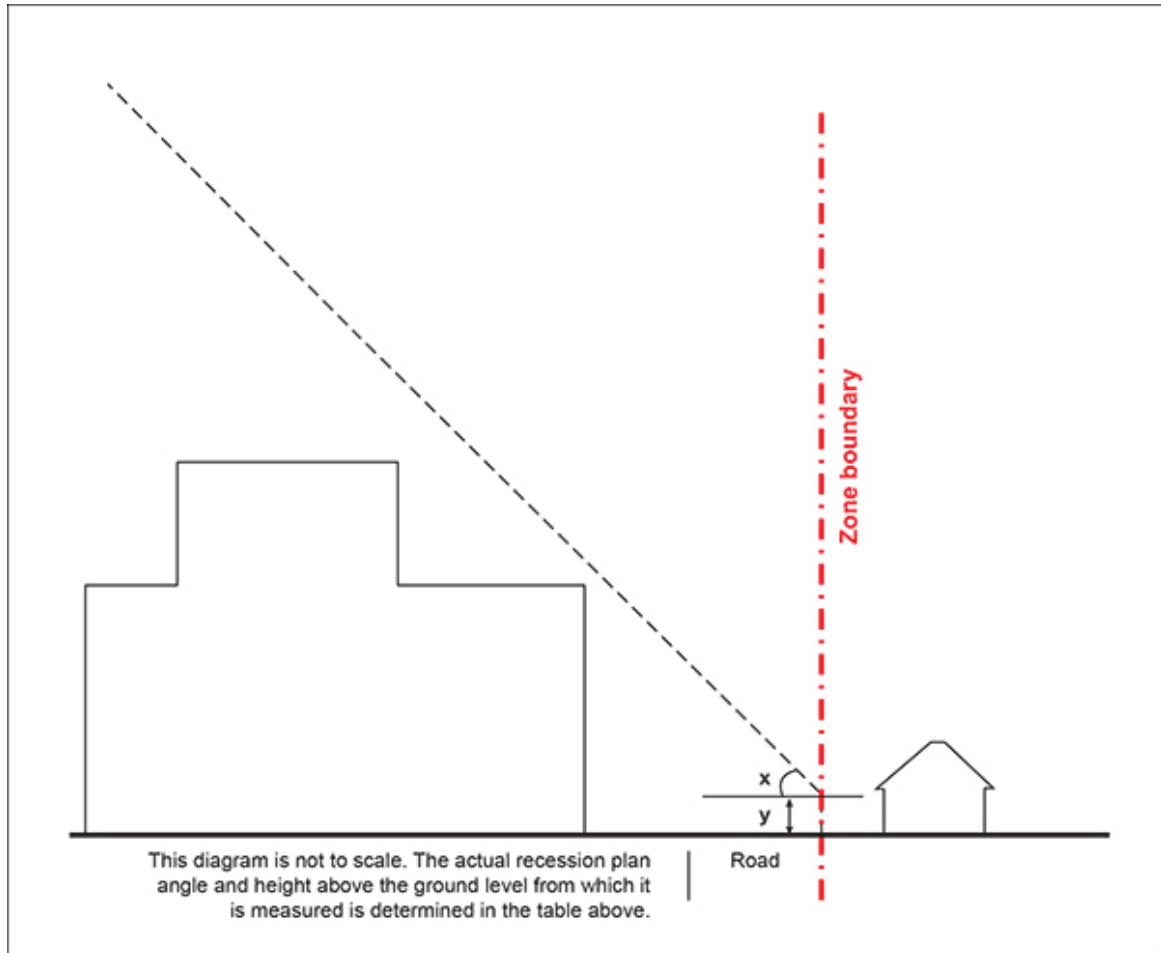 Zone boundary
x
y
This diagram is not to scale. The actual recession plan
angle and height above the ground level from which it
is measured is determined in the table above.
Road